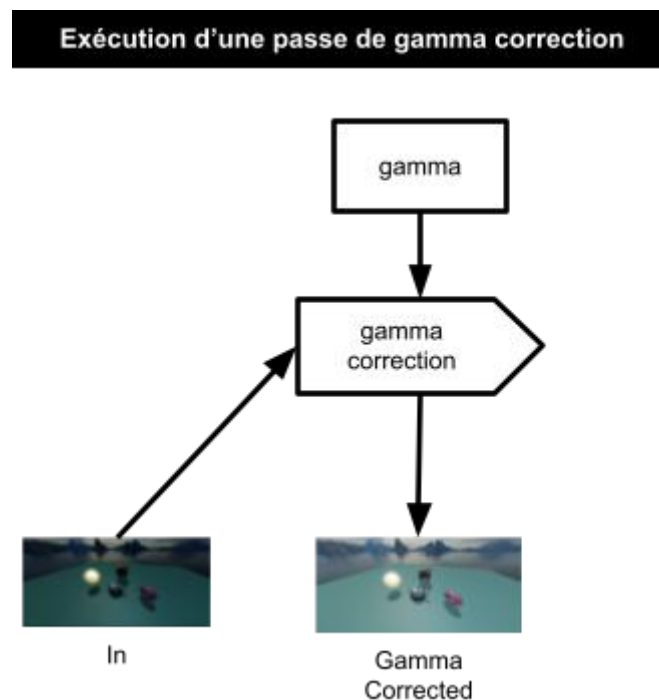 Exécution d'une passe de gamma correction
gamma
gamma
correction
In
Gamma
Corrected